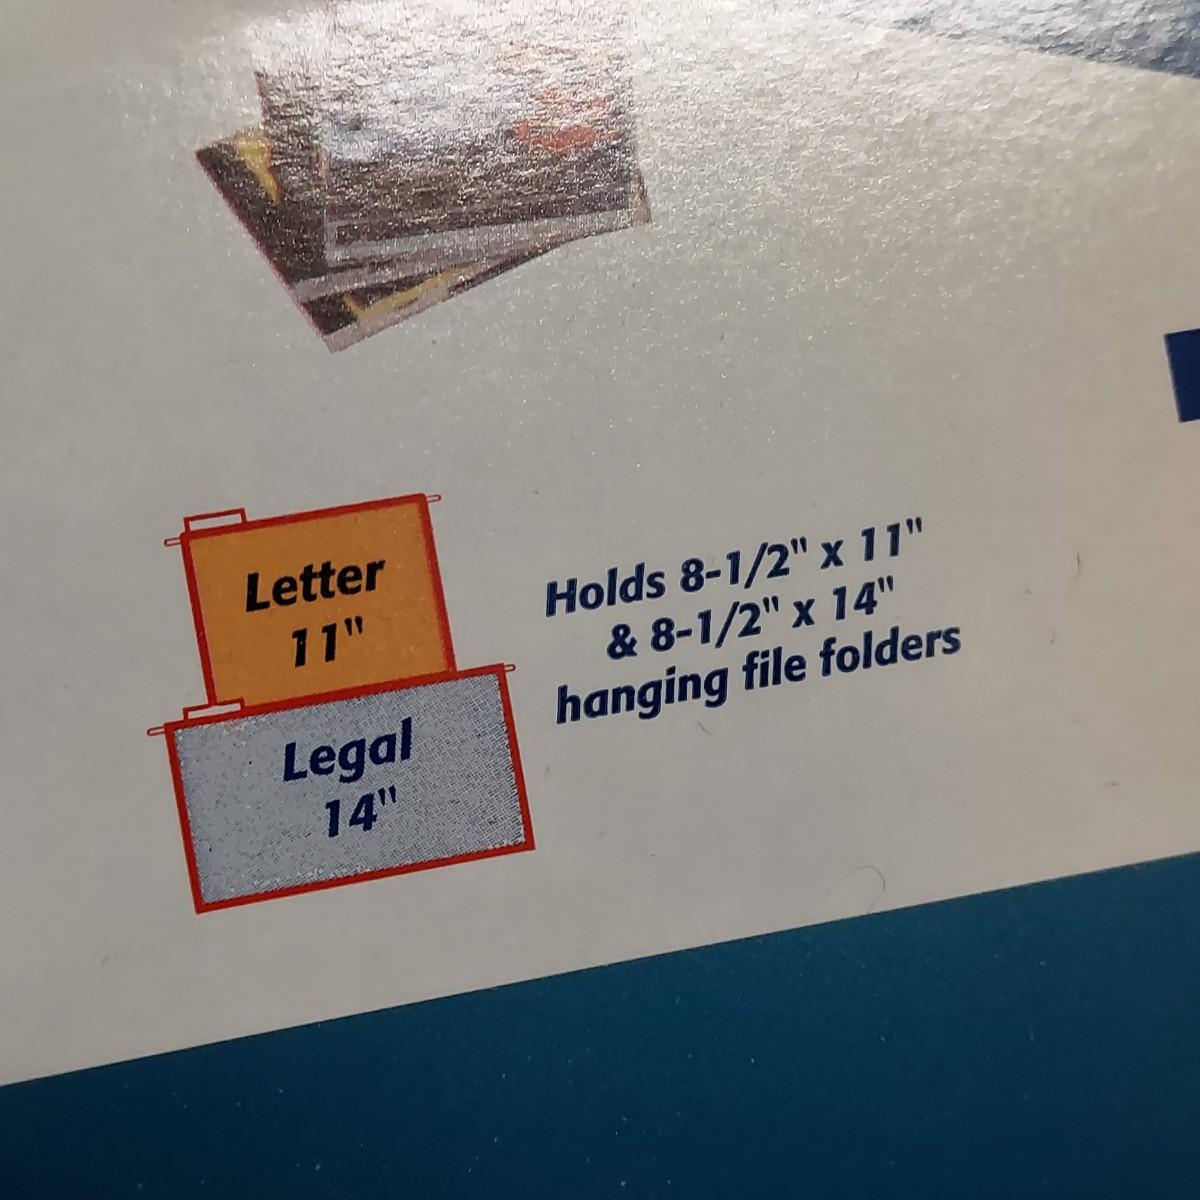 Letter
11"
Legal
14"
Holds 8-1/2" x 11"
& 8-1/2" x 14"
hanging file folders